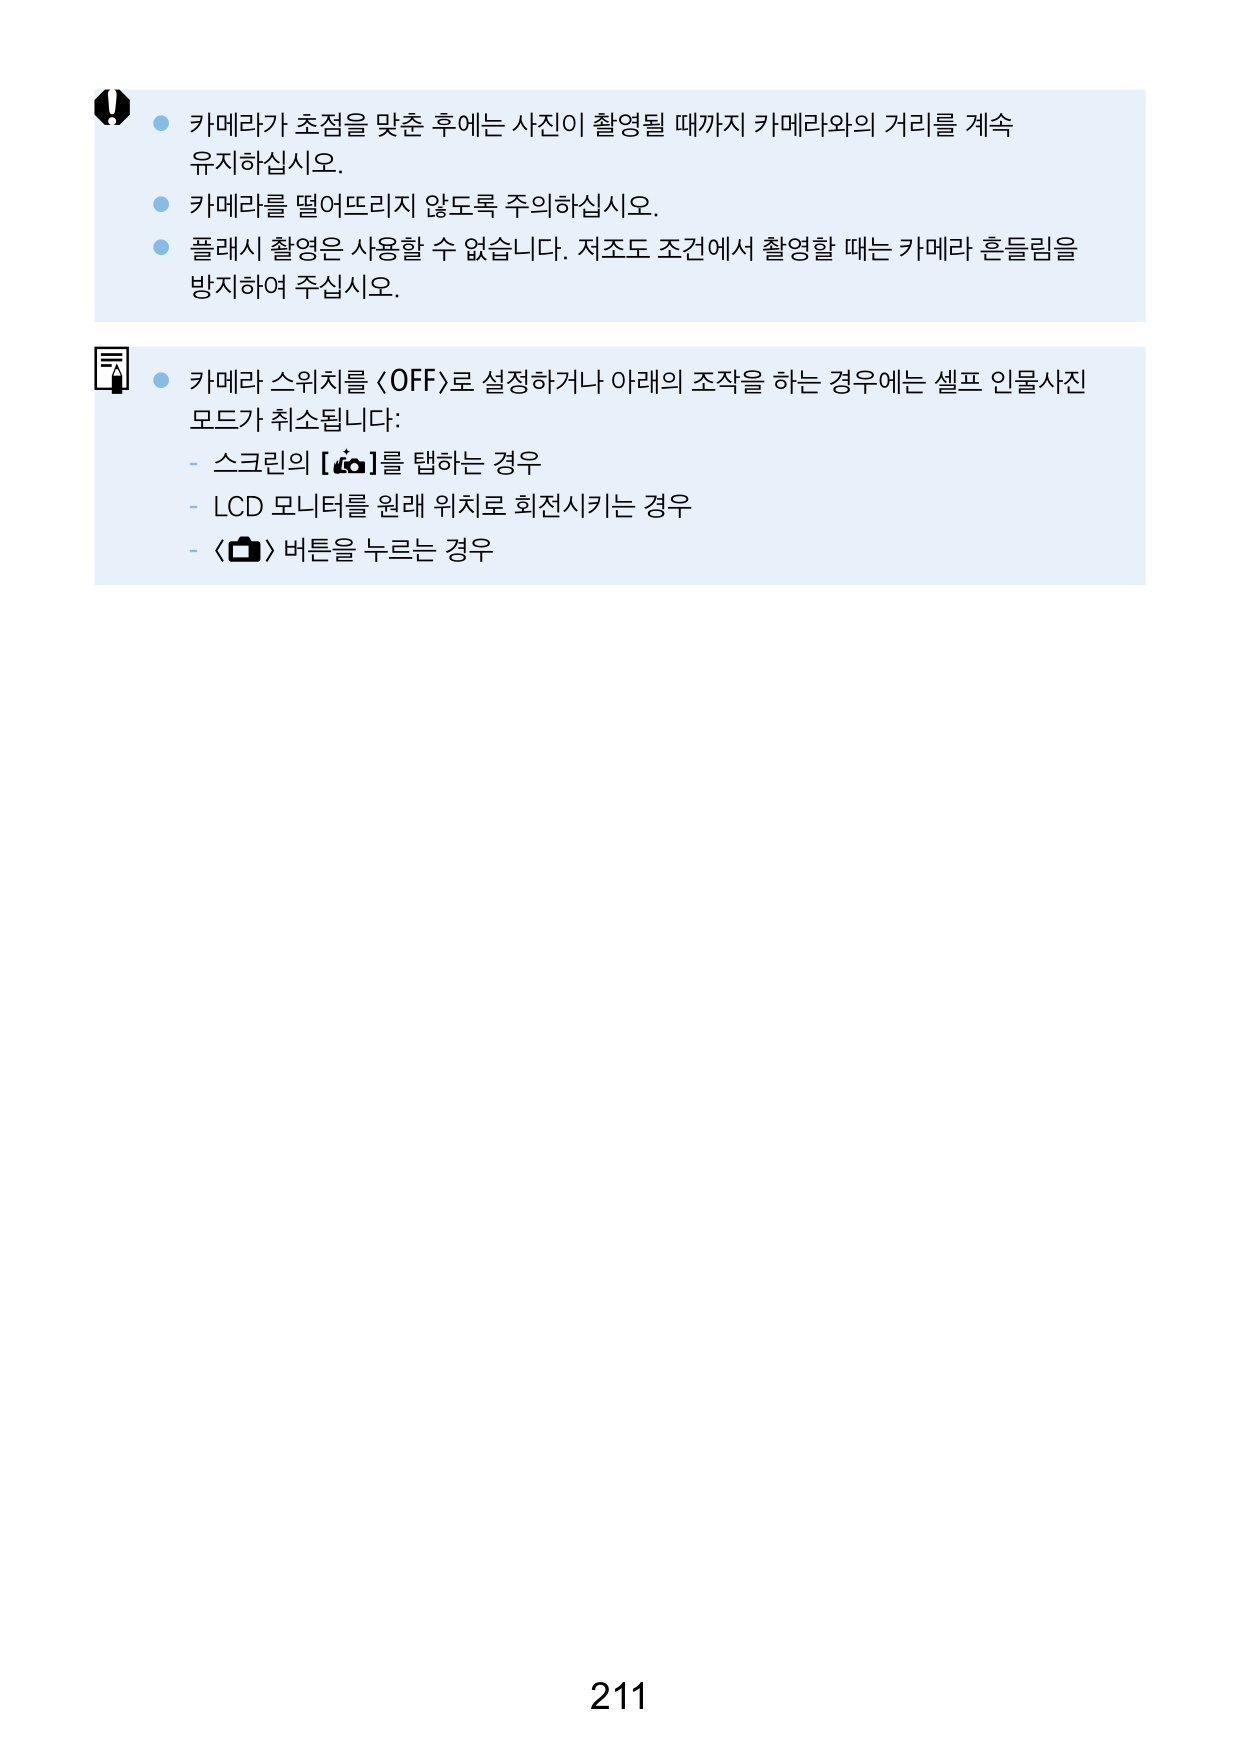 카메라가 초점을 맞춘 후에는 사진이 촬영될 때까지 카메라와의 거리를 계속
유지하십시오.
카메라를 떨어뜨리지 않도록 주의하십시오.
플래시 촬영은 사용할 수 없습니다. 저조도 조건에서 촬영할 때는 카메라 흔들림을
방지하여 주십시오.
카메라 스위치를 〈OFF〉로 설정하거나 아래의 조작을 하는 경우에는 셀프 인물사진
모드가 취소됩니다:
- 스크린의 []를 탭하는 경우
- LCD 모니터를 원래 위치로 회전시키는 경우
- 〈〉 버튼을 누르는 경우
211